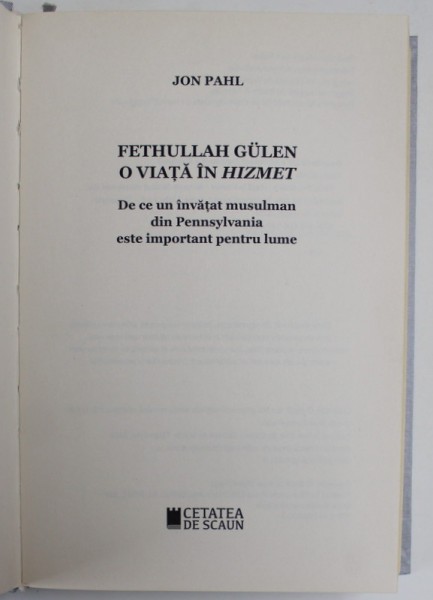 JON PAHL
FETHULLAH GÜLEN
O VIAȚĂ ÎN HIZMET
De ce un învățat musulman
din Pennsylvania
este important pentru lume
CETATEA
DE SCAUN